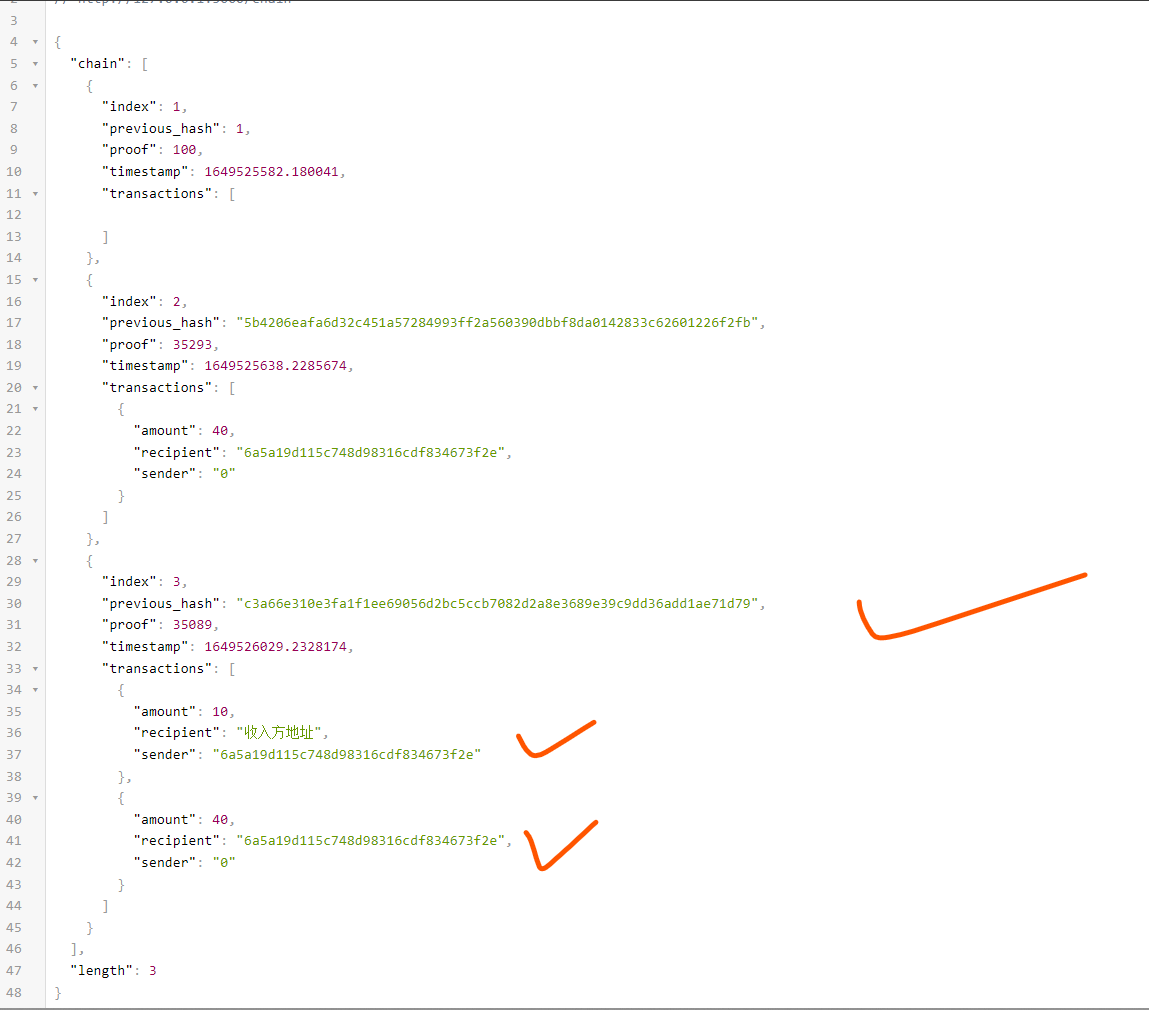 3
4 {
5 "chain": [
6 {
7 "index": 1,
8 "previous_hash": 1,
9 "proof": 100,
10 "timestamp": 1649525582.180041,
11 "transactions": [
12
13 ]
14 },
15 {
16 "index": 2,
17 "previous_hash": "5b4206eafa6d32c451a57284993ff2a560390dbbf8da0142833c62601226f2fb",
18 "proof": 35293,
19 "timestamp": 1649525638.2285674,
20 "transactions": [
21 {
22 "amount": 40,
23 "recipient": "6a5a19d115c748d98316cdf834673f2e",
24 "sender": "0"
25 }
26 ]
27 },
28 {
29 "index": 3,
30 "previous_hash": "c3a66e310e3fa1f1ee69056d2bc5ccb7082d2a8e3689e39c9dd36add1ae71d79",
31 "proof": 35089,
32 "timestamp": 1649526029.2328174,
33 "transactions": [
34 {
35 "amount": 10,
36 "recipient": "收入方地址",
37 "sender": "6a5a19d115c748d98316cdf834673f2e"
38 },
39 {
40 "amount": 40,
41 "recipient": "6a5a19d115c748d98316cdf834673f2e",
42 "sender": "0"
43 }
44 ]
45 }
46 ],
47 "length": 3
48 }